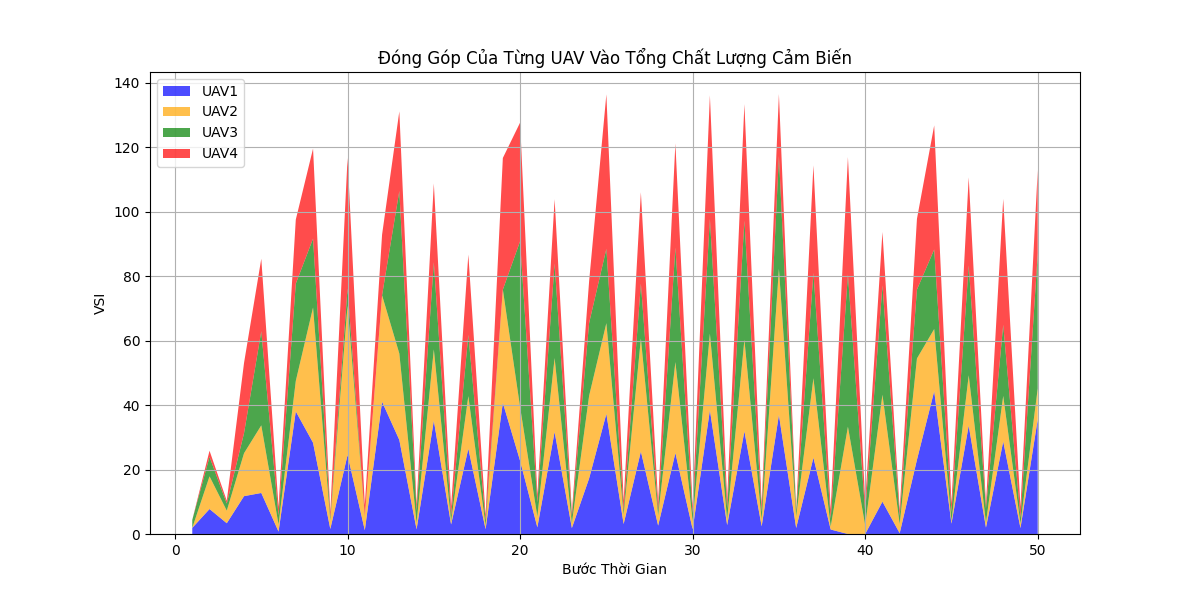 Đóng Góp Của Từng UAV Vào Tổng Chất Lượng Cảm Biến
UAV1
UAV2
UAV3
UAV4
VSI
140
120
100
80
60
40
20
0
0 10 20 30 40 50
Bước Thời Gian